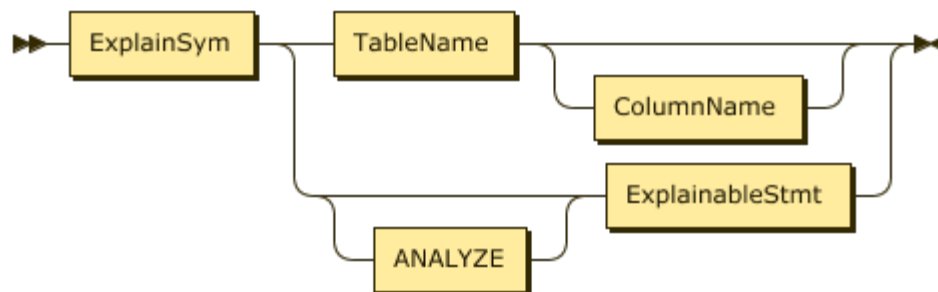 ExplainSym
TableName
ColumnName
ExplainableStmt
ANALYZE